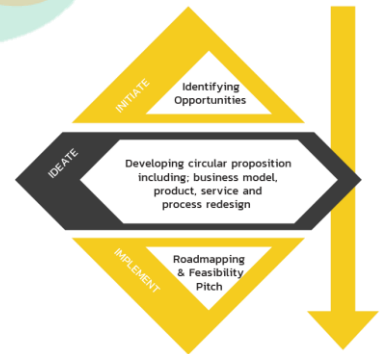 INITIATE
Identifying
Opportunities
IDEATE
Developing circular proposition
including; business model,
product, service and
process redesign
IMPLEMENT
Roadmapping
& Feasibility
Pitch